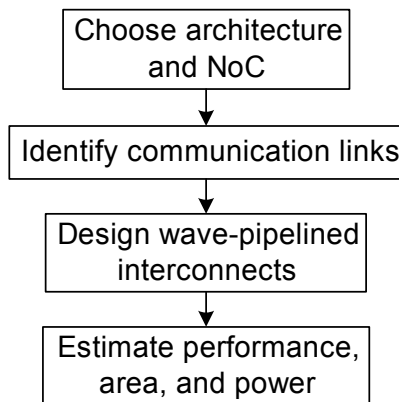 Choose architecture
and NoC
Identify communication links
Design wave-pipelined
interconnects
Estimate performance,
area, and power